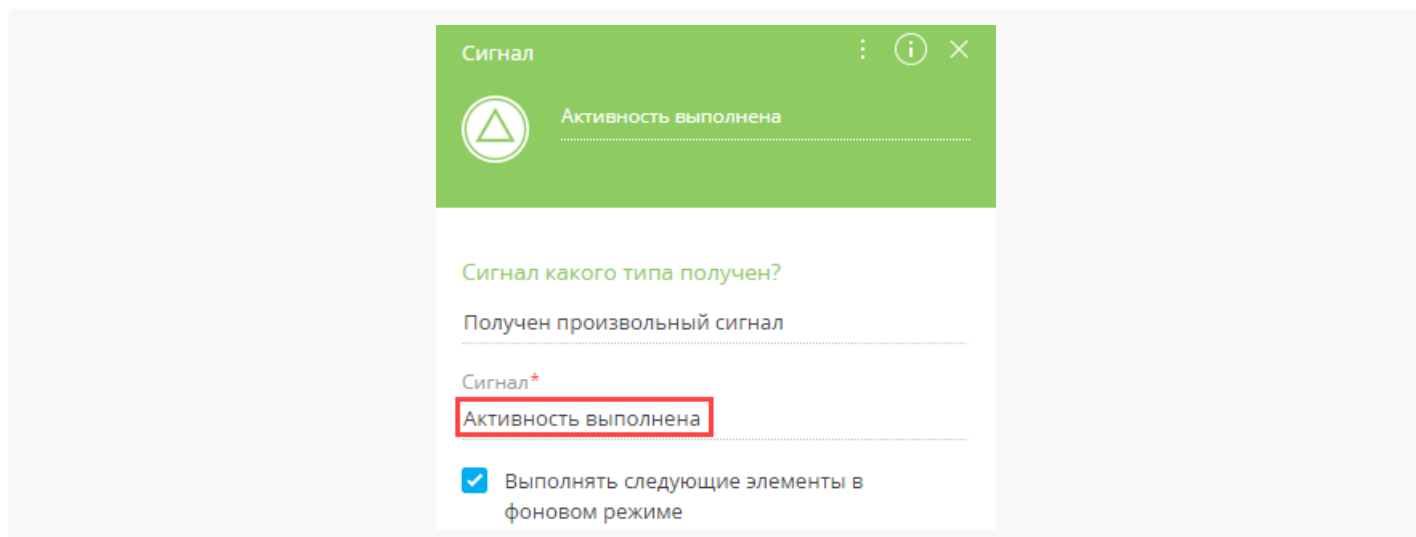 Сигнал
Активность выполнена
Сигнал какого типа получен?
Получен произвольный сигнал
Сигнал*
Активность выполнена
Выполнять следующие элементы в
фоновом режиме